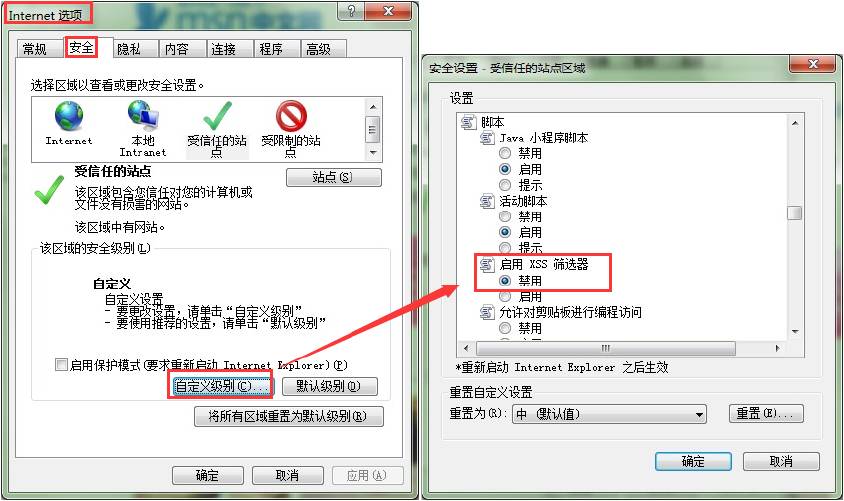 msn中文网
Internet 选项
常规 安全 隐私 内容 连接 程序 高级
选择区域以查看或更改安全设置。
Internet
本地
Intranet
受信任的站
点
受限制的站
点
受信任的站点
该区域包含您信任对您的计算机或
文件没有损害的网站。
该区域中有网站。
站点(S)
该区域的安全级别(L)
自定义
自定义设置
- 要更改设置，请单击“自定义级别”
- 要使用推荐的设置，请单击“默认级别”
启用保护模式(要求重新启动 Internet Explorer)(P)
自定义级别(C)... 默认级别(D)
将所有区域重置为默认级别(R)
确定 取消 应用(A)
安全设置 - 受信任的站点区域
设置
脚本
Java 小程序脚本
禁用
启用
提示
活动脚本
禁用
启用
提示
启用 XSS 筛选器
禁用
启用
允许对剪贴板进行编程访问
禁用
*重新启动 Internet Explorer 之后生效
重置自定义设置
重置为(R): 中 (默认值) 重置(E)...
确定 取消